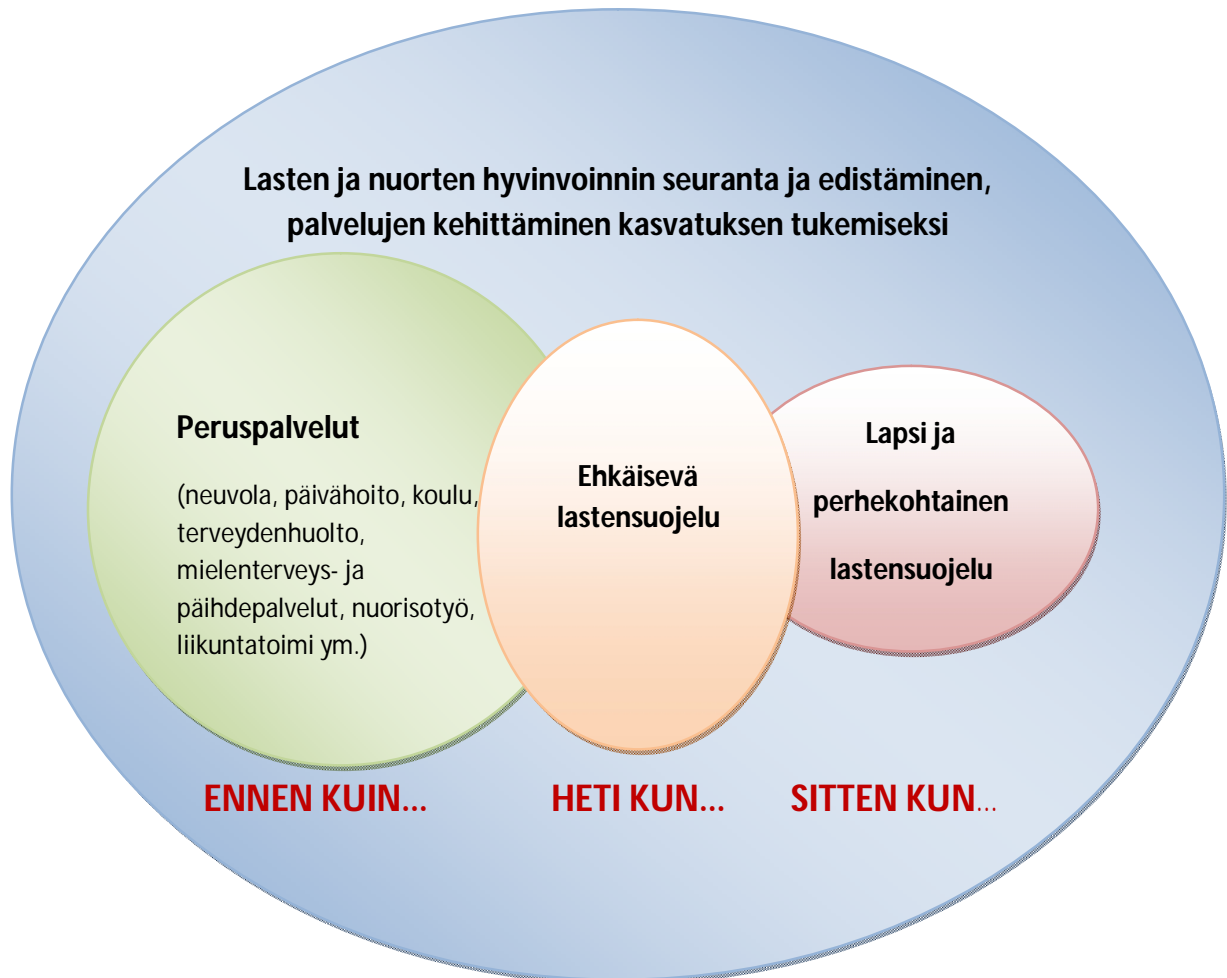 Lasten ja nuorten hyvinvoinnin seuranta ja edistäminen,
palvelujen kehittäminen kasvatuksen tukemiseksi
Peruspalvelut
(neuvola, päivähoito, koulu,
terveydenhuolto,
mielenterveys- ja
päihdepalvelut, nuorisotyö,
liikuntatoimi ym.)
Ehkäisevä
lastensuojelu
Lapsi ja
perhekohtainen
lastensuojelu
ENNEN KUIN...
HETI KUN...
SITTEN KUN...